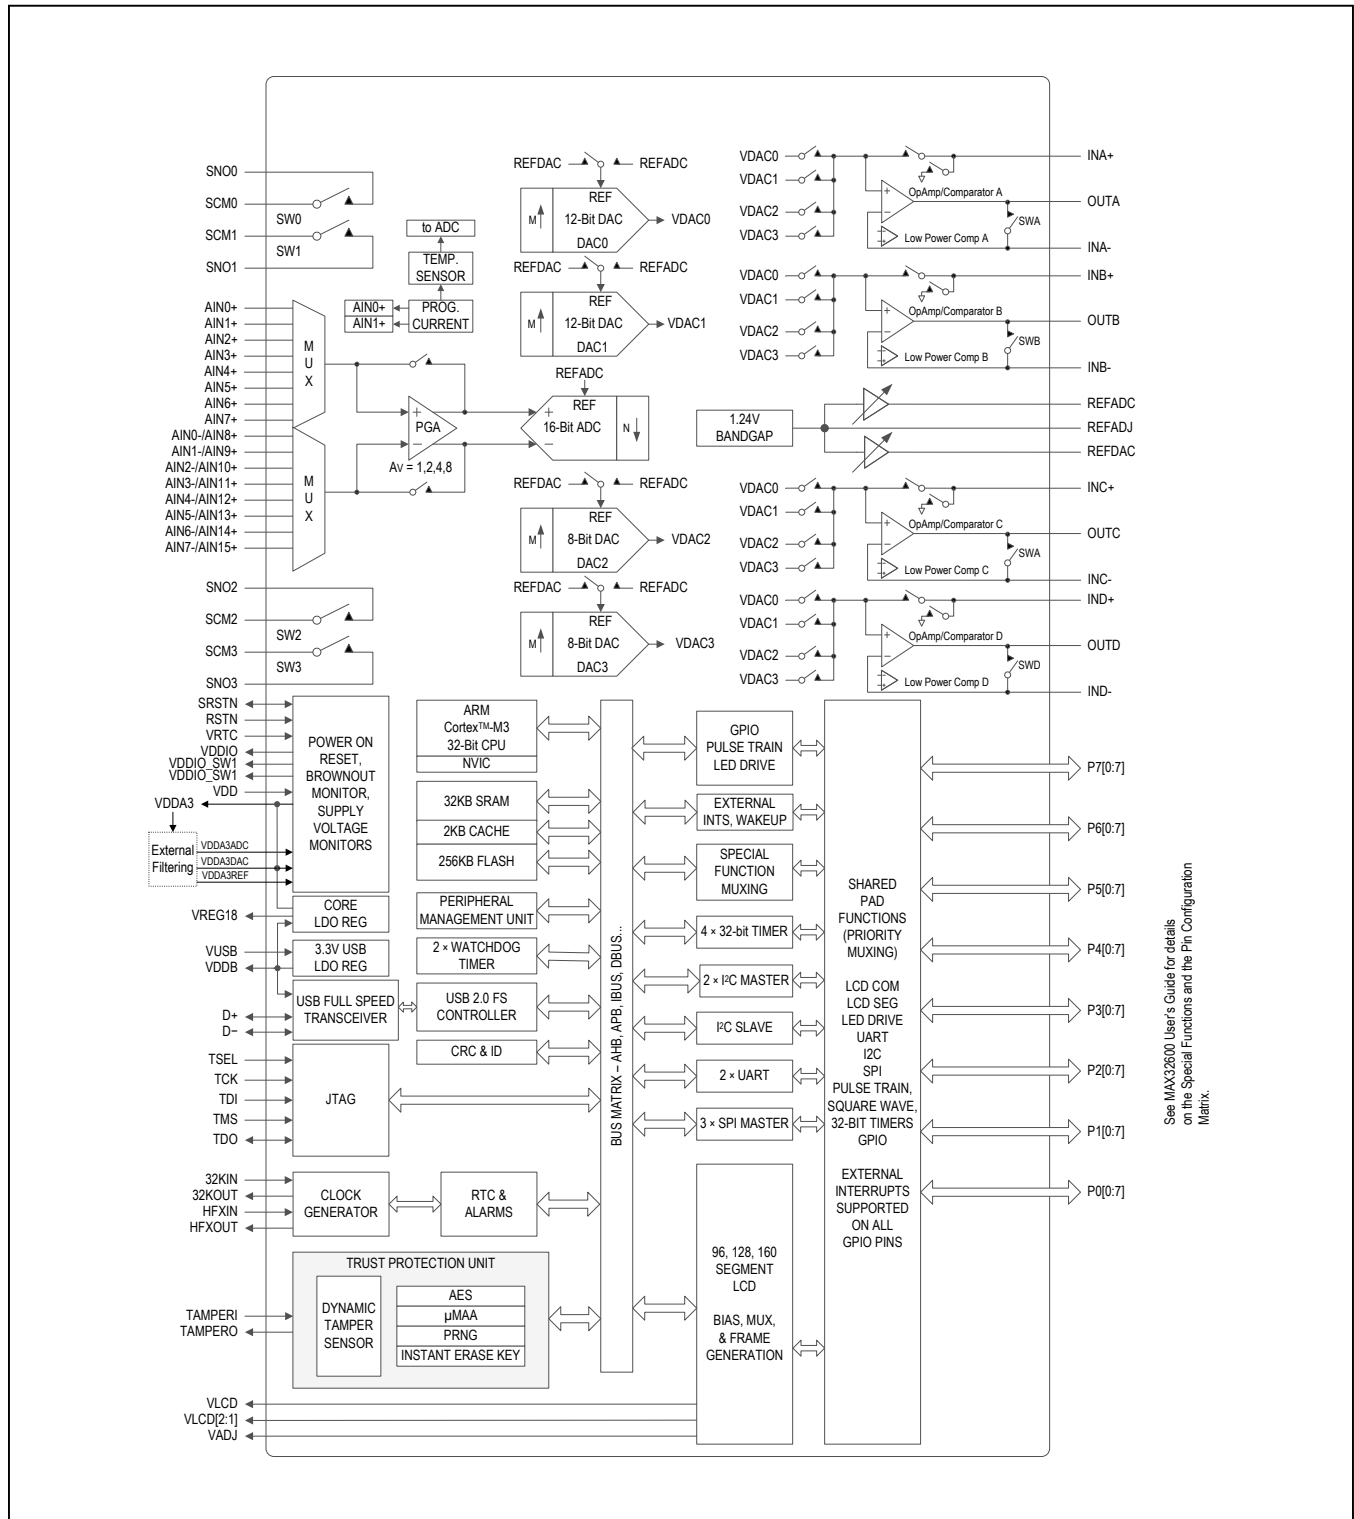 SNO0
SCM0
SW0
SCM1
SW1
SNO1
to ADC
TEMP.
SENSOR
PROG.
CURRENT
AIN0+
AIN1+
AIN0+
AIN1+
AIN2+
AIN3+
AIN4+
AIN5+
AIN6+
AIN7+
M
U
X
AIN0-/AIN8+
AIN1-/AIN9+
AIN2-/AIN10+
AIN3-/AIN11+
AIN4-/AIN12+
AIN5-/AIN13+
AIN6-/AIN14+
AIN7-/AIN15+
M
U
X
+
PGA
−
AV = 1,2,4,8
REFADC
REF
+
16-Bit ADC
−
N
REFDAC
REFADC
REF
M
12-Bit DAC
DAC0
VDAC0
REFDAC
REFADC
REF
M
12-Bit DAC
DAC1
VDAC1
REFDAC
REFADC
REF
M
8-Bit DAC
DAC2
VDAC2
REFDAC
REFADC
REF
M
8-Bit DAC
DAC3
VDAC3
VDAC0
VDAC1
VDAC2
VDAC3
+
−
OpAmp/Comparator A
Low Power Comp A
SWA
INA+
OUTA
INA-
VDAC0
VDAC1
VDAC2
VDAC3
+
−
OpAmp/Comparator B
Low Power Comp B
SWB
INB+
OUTB
INB-
1.24V
BANDGAP
REFADC
REFADJ
REFDAC
VDAC0
VDAC1
VDAC2
VDAC3
+
−
OpAmp/Comparator C
Low Power Comp C
SWA
INC+
OUTC
INC-
VDAC0
VDAC1
VDAC2
VDAC3
+
−
OpAmp/Comparator D
Low Power Comp D
SWD
IND+
OUTD
IND-
SNO2
SCM2
SW2
SCM3
SW3
SNO3
SRSTN
RSTN
VRTC
VDDIO
VDDIO_SW1
VDDIO_SW1
VDD
VDDA3
External
Filtering
VDDA3ADC
VDDA3DAC
VDDA3REF
POWER ON
RESET,
BROWNOUT
MONITOR,
SUPPLY
VOLTAGE
MONITORS
VREG18
CORE
LDO REG
VUSB
VDDB
3.3V USB
LDO REG
D+
D−
USB FULL SPEED
TRANSCEIVER
TSEL
TCK
TDI
TMS
TDO
JTAG
32KIN
32KOUT
HFXIN
HFXOUT
CLOCK
GENERATOR
RTC &
ALARMS
TRUST PROTECTION UNIT
TAMPERI
TAMPERO
DYNAMIC
TAMPER
SENSOR
AES
µMAA
PRNG
INSTANT ERASE KEY
VLCD
VLCD[2:1]
VADJ
ARM
Cortex™-M3
32-Bit CPU
NVIC
32KB SRAM
2KB CACHE
256KB FLASH
PERIPHERAL
MANAGEMENT UNIT
2 × WATCHDOG
TIMER
USB 2.0 FS
CONTROLLER
CRC & ID
BUS MATRIX – AHB, APB, IBUS, DBUS...
GPIO
PULSE TRAIN
LED DRIVE
EXTERNAL
INTS, WAKEUP
SPECIAL
FUNCTION
MUXING
4 × 32-bit TIMER
2 × I²C MASTER
I²C SLAVE
2 × UART
3 × SPI MASTER
96, 128, 160
SEGMENT
LCD
BIAS, MUX,
& FRAME
GENERATION
SHARED
PAD
FUNCTIONS
(PRIORITY
MUXING)
LCD COM
LCD SEG
LED DRIVE
UART
I2C
SPI
PULSE TRAIN,
SQUARE WAVE,
32-BIT TIMERS
GPIO
EXTERNAL
INTERRUPTS
SUPPORTED
ON ALL
GPIO PINS
P7[0:7]
P6[0:7]
P5[0:7]
P4[0:7]
P3[0:7]
P2[0:7]
P1[0:7]
P0[0:7]
See MAX32600 User's Guide for details
on the Special Functions and the Pin Configuration
Matrix.